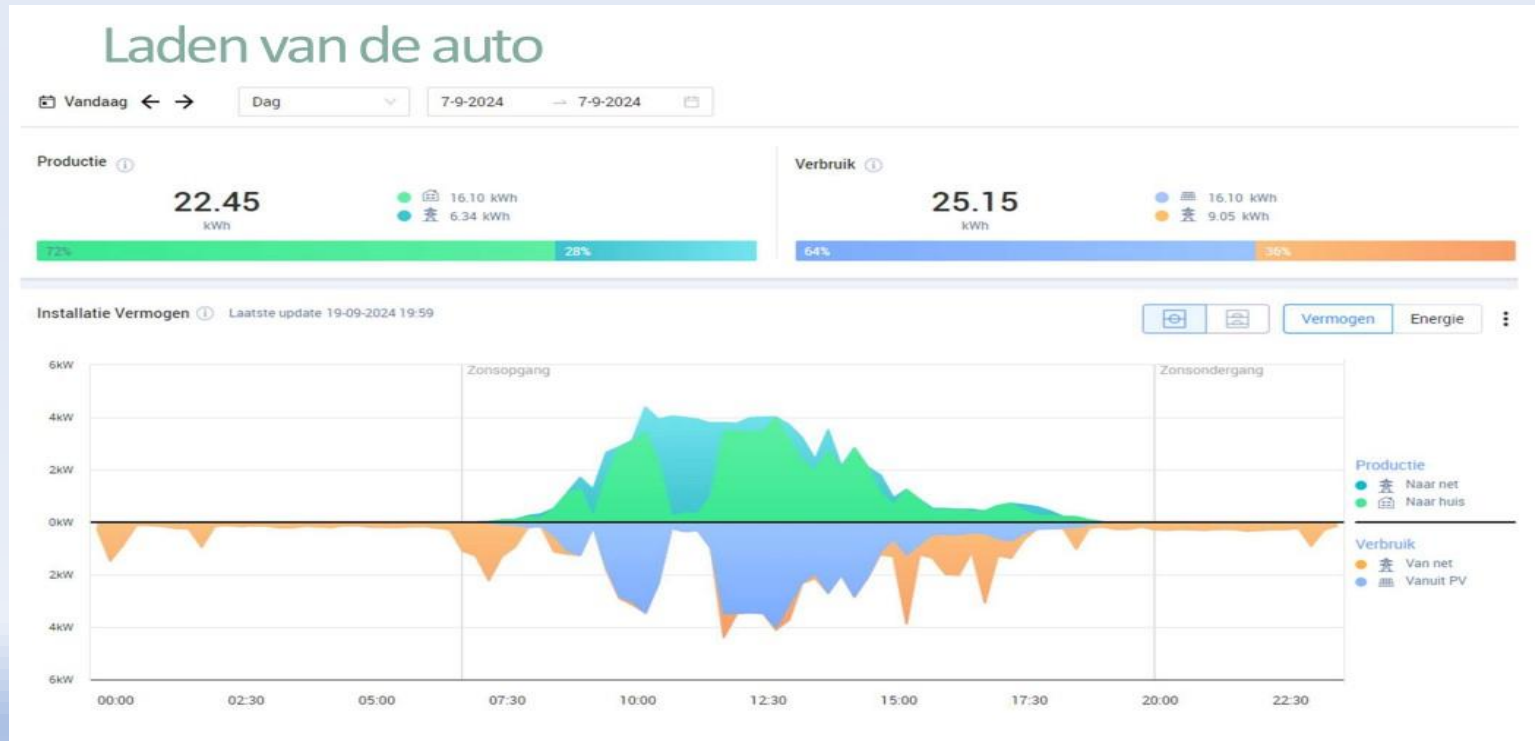 Laden van de auto
Vandaag ← → Dag 7-9-2024 → 7-9-2024
Productie
22.45
kWh
16.10 kWh
6.34 kWh
72% 28%
Verbruik
25.15
kWh
16.10 kWh
9.05 kWh
64% 36%
Installatie Vermogen Laatste update 19-09-2024 19:59
Vermogen Energie
Zonsopgang Zonsondergang
6kW
4kW
2kW
0kW
2kW
4kW
6kW
00:00 02:30 05:00 07:30 10:00 12:30 15:00 17:30 20:00 22:30
Productie
Naar net
Naar huis
Verbruik
Van net
Vanuit PV